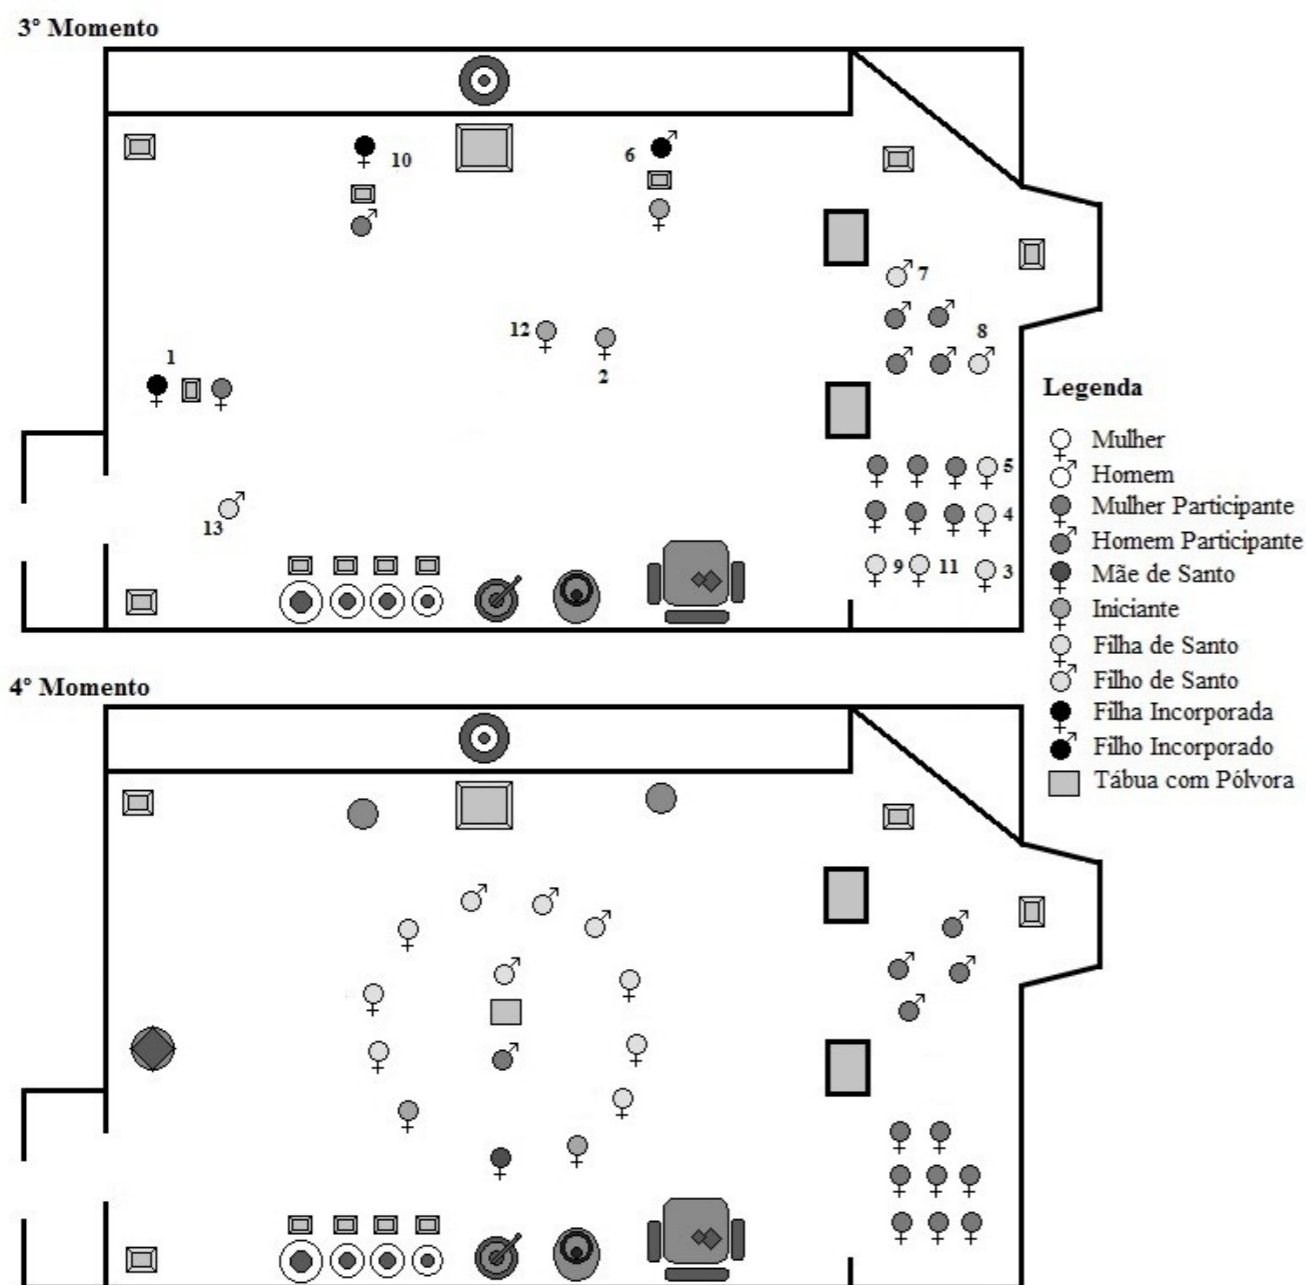 3º Momento
10
6
7
12
2
8
1
13
5
4
9
11
3
Legenda
Mulher
Homem
Mulher Participante
Homem Participante
Mãe de Santo
Iniciante
Filha de Santo
Filho de Santo
Filha Incorporada
Filho Incorporado
Tábua com Pólvora
4º Momento